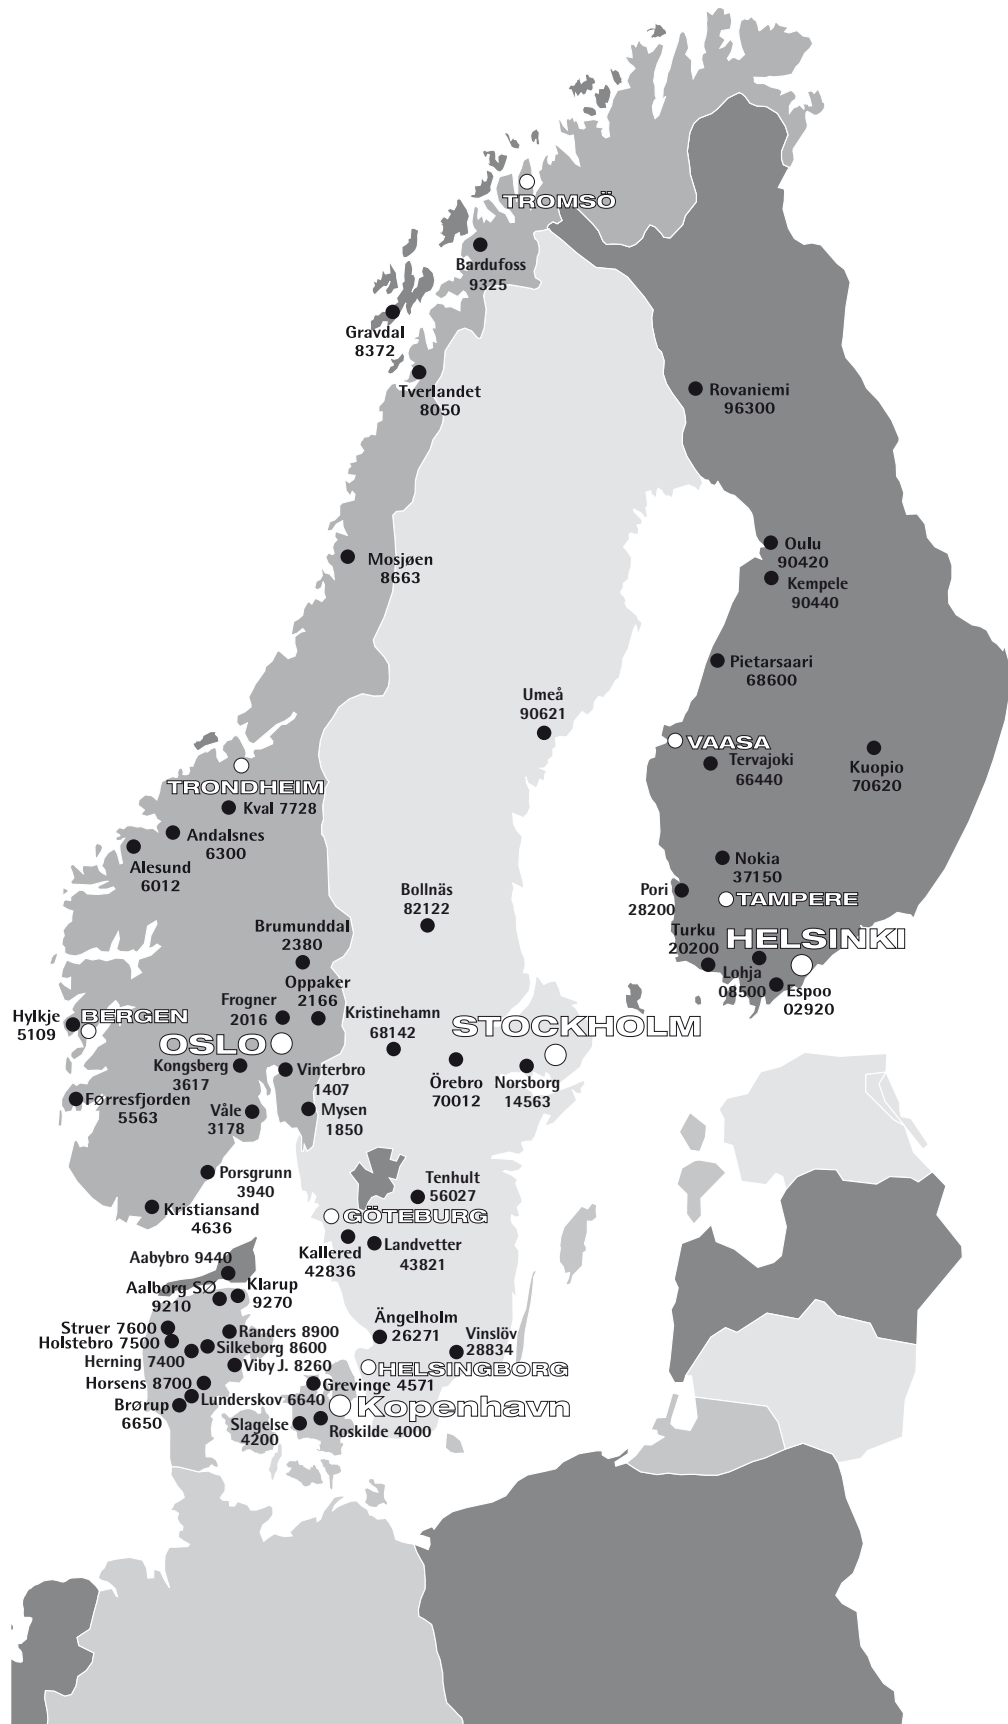 TROMSÖ
Bardufoss
9325
Gravdal
8372
Tverlandet
8050
Rovaniemi
96300
Mosjøen
8663
Oulu
90420
Kempele
90440
Pietarsaari
68600
Umeå
90621
VAASA
Tervajoki
66440
Kuopio
70620
TRONDHEIM
Kval 7728
Andalsnes
6300
Alesund
6012
Nokia
37150
Pori
28200
TAMPERE
Bollnäs
82122
Brumunddal
2380
Turku
20200
HELSINKI
Lohja
08500
Espoo
02920
Oppaker
2166
Frogner
2016
Kristinehamn
68142
Hylkje
5109
BERGEN
OSLO
STOCKHOLM
Kongsberg
3617
Vinterbro
1407
Örebro
70012
Norsborg
14563
Førresfjorden
5563
Våle
3178
Mysen
1850
Porsgrunn
3940
Tenhult
56027
Kristiansand
4636
GÖTEBURG
Kallered
42836
Landvetter
43821
Aabybro 9440
Aalborg SØ
9210
Klarup
9270
Struer 7600
Holstebro 7500
Herning 7400
Randers 8900
Silkeborg 8600
Viby J. 8260
Ängelholm
26271
Vinslöv
28834
HELSINGBORG
Horsens 8700
Grevinge 4571
Lunderskov 6640
Brørup
6650
Kopenhavn
Slagelse
4200
Roskilde 4000